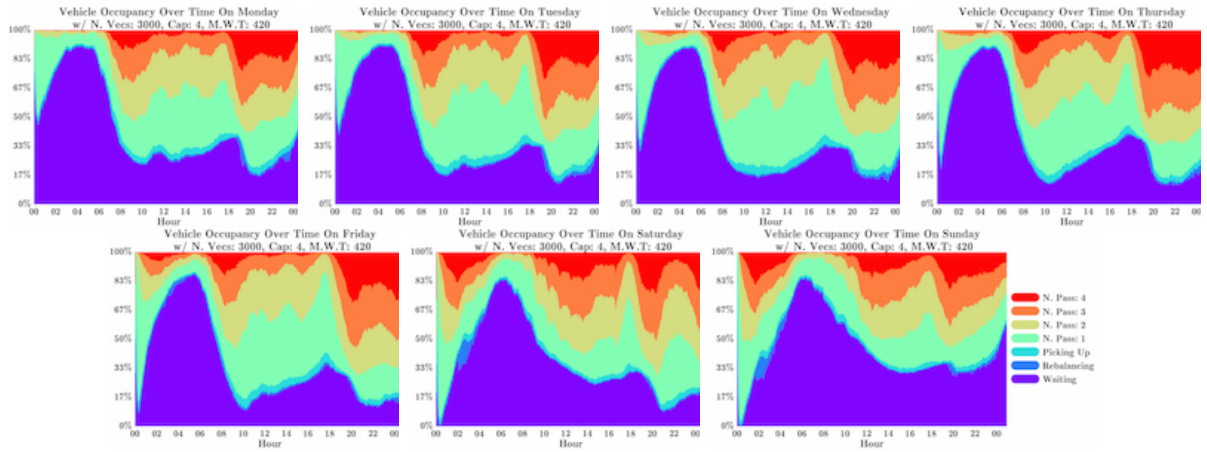 Vehicle Occupancy Over Time On Monday
w/ N. Vecs: 3000, Cap: 4, M.W.T: 420
100%
83%
67%
50%
33%
17%
0%
00 02 04 06 08 10 12 14 16 18 20 22 00
Hour
Vehicle Occupancy Over Time On Tuesday
w/ N. Vecs: 3000, Cap: 4, M.W.T: 420
100%
83%
67%
50%
33%
17%
0%
00 02 04 06 08 10 12 14 16 18 20 22 00
Hour
Vehicle Occupancy Over Time On Wednesday
w/ N. Vecs: 3000, Cap: 4, M.W.T: 420
100%
83%
67%
50%
33%
17%
0%
00 02 04 06 08 10 12 14 16 18 20 22 00
Hour
Vehicle Occupancy Over Time On Thursday
w/ N. Vecs: 3000, Cap: 4, M.W.T: 420
100%
83%
67%
50%
33%
17%
0%
00 02 04 06 08 10 12 14 16 18 20 22 00
Hour
Vehicle Occupancy Over Time On Friday
w/ N. Vecs: 3000, Cap: 4, M.W.T: 420
100%
83%
67%
50%
33%
17%
0%
00 02 04 06 08 10 12 14 16 18 20 22 00
Hour
Vehicle Occupancy Over Time On Saturday
w/ N. Vecs: 3000, Cap: 4, M.W.T: 420
100%
83%
67%
50%
33%
17%
0%
00 02 04 06 08 10 12 14 16 18 20 22 00
Hour
Vehicle Occupancy Over Time On Sunday
w/ N. Vecs: 3000, Cap: 4, M.W.T: 420
100%
83%
67%
50%
33%
17%
0%
00 02 04 06 08 10 12 14 16 18 20 22 00
Hour
N. Pass: 4
N. Pass: 3
N. Pass: 2
N. Pass: 1
Picking Up
Rebalancing
Waiting